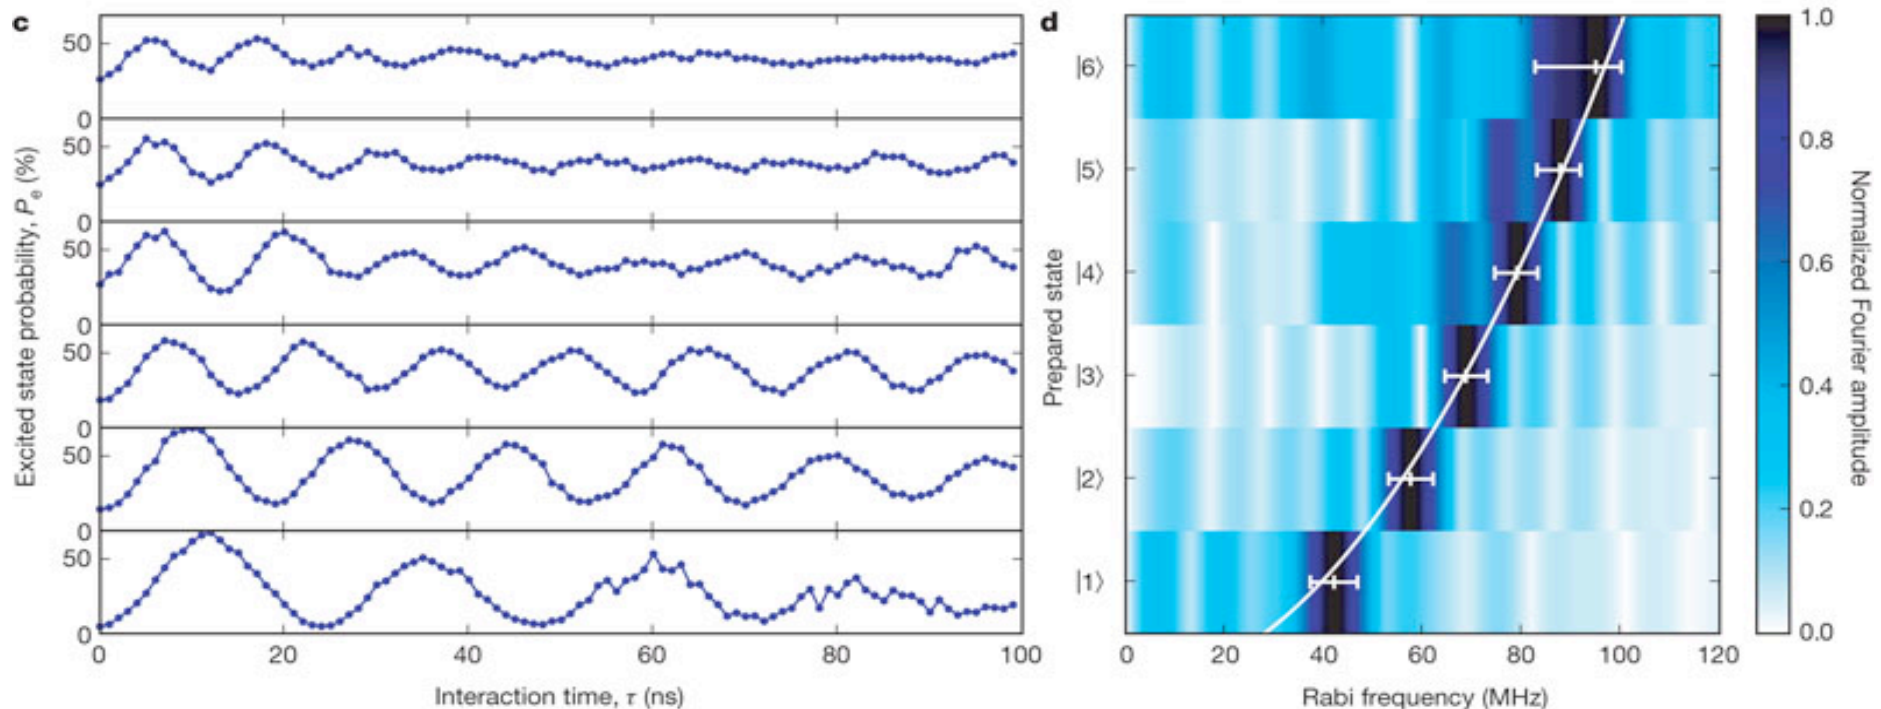 c
Excited state probability, Pe (%)
50
0
50
0
50
0
50
0
50
0
50
0
0 20 40 60 80 100
Interaction time, τ (ns)
d
Prepared state
|6⟩
|5⟩
|4⟩
|3⟩
|2⟩
|1⟩
0 20 40 60 80 100 120
Rabi frequency (MHz)
1.0
0.8
0.6
0.4
0.2
0.0
Normalized Fourier amplitude